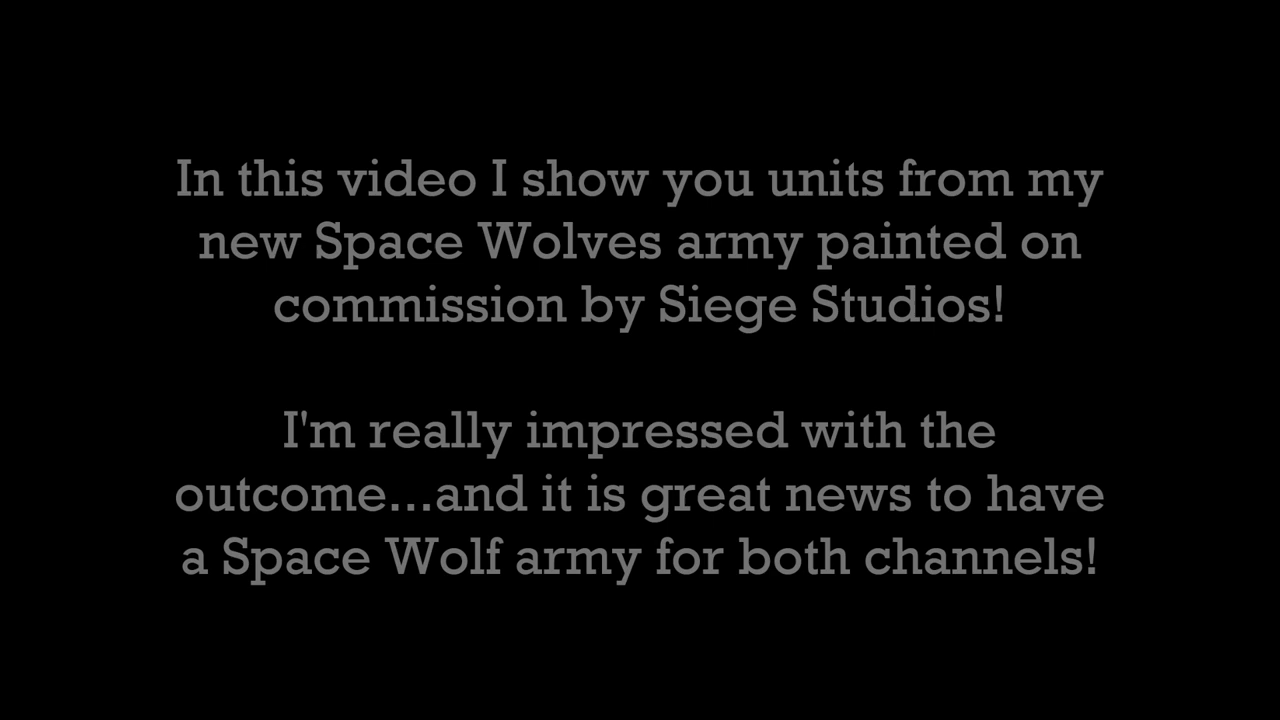 In this video I show you units from my
new Space Wolves army painted on
commission by Siege Studios!
I'm really impressed with the
outcome...and it is great news to have
a Space Wolf army for both channels!